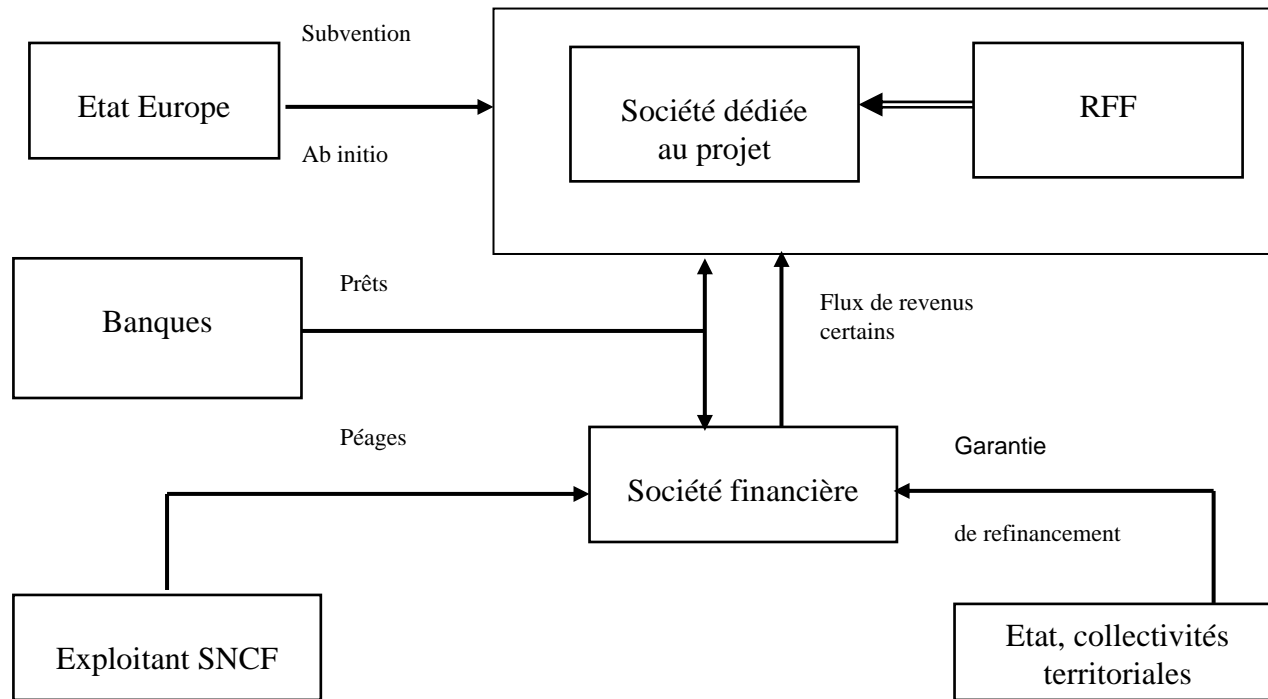 Subvention
Etat Europe
Ab initio
Société dédiée
au projet
RFF
Banques
Prêts
Flux de revenus
certains
Péages
Société financière
Garantie
de refinancement
Exploitant SNCF
Etat, collectivités
territoriales